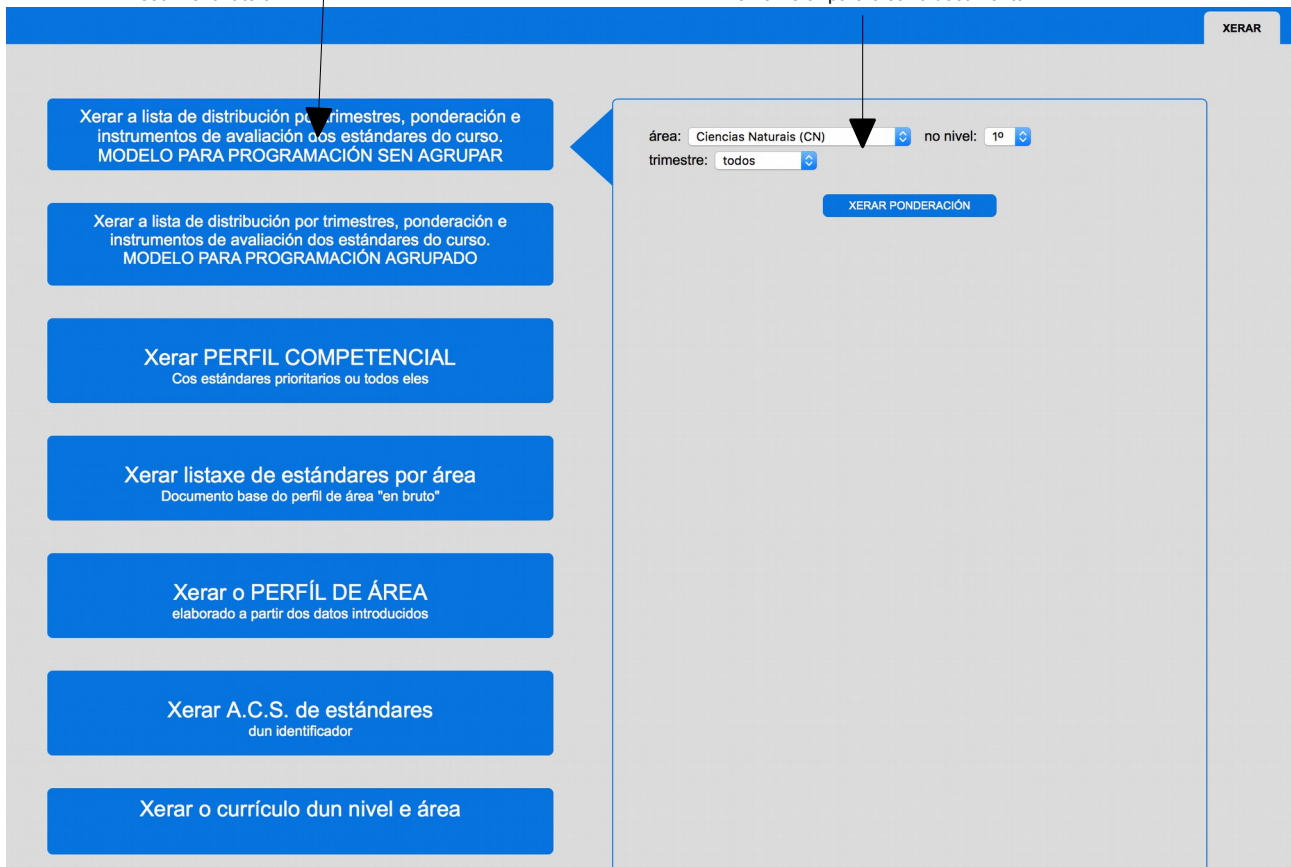 XERAR
Xerar a lista de distribución por trimestres, ponderación e
instrumentos de avaliación dos estándares do curso.
MODELO PARA PROGRAMACIÓN SEN AGRUPAR
Xerar a lista de distribución por trimestres, ponderación e
instrumentos de avaliación dos estándares do curso.
MODELO PARA PROGRAMACIÓN AGRUPADO
Xerar PERFIL COMPETENCIAL
Cos estándares prioritarios ou todos eles
Xerar listaxe de estándares por área
Documento base do perfil de área "en bruto"
Xerar o PERFÍL DE ÁREA
elaborado a partir dos datos introducidos
Xerar A.C.S. de estándares
dun identificador
Xerar o currículo dun nivel e área
área: Ciencias Naturais (CN) no nivel: 1º
trimestre: todos
XERAR PONDERACIÓN